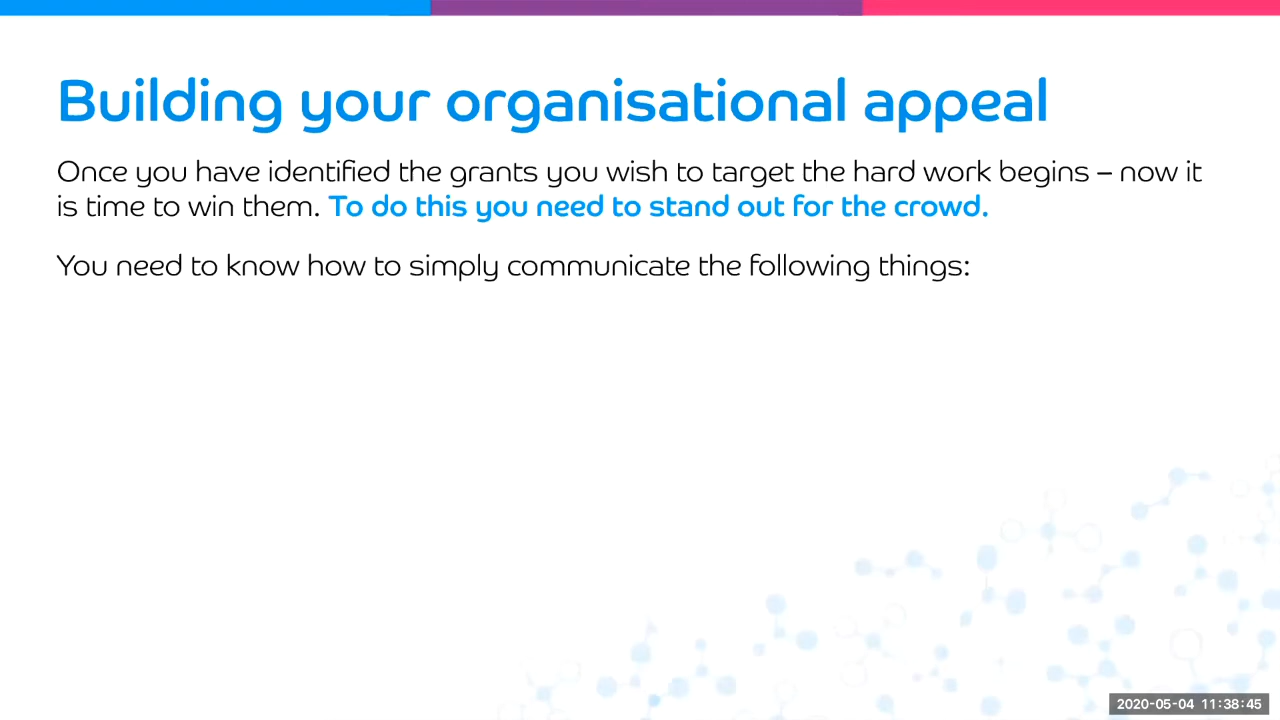 Building your organisational appeal
Once you have identified the grants you wish to target the hard work begins – now it
is time to win them. To do this you need to stand out for the crowd.
You need to know how to simply communicate the following things:
2020-05-04 11:38:45